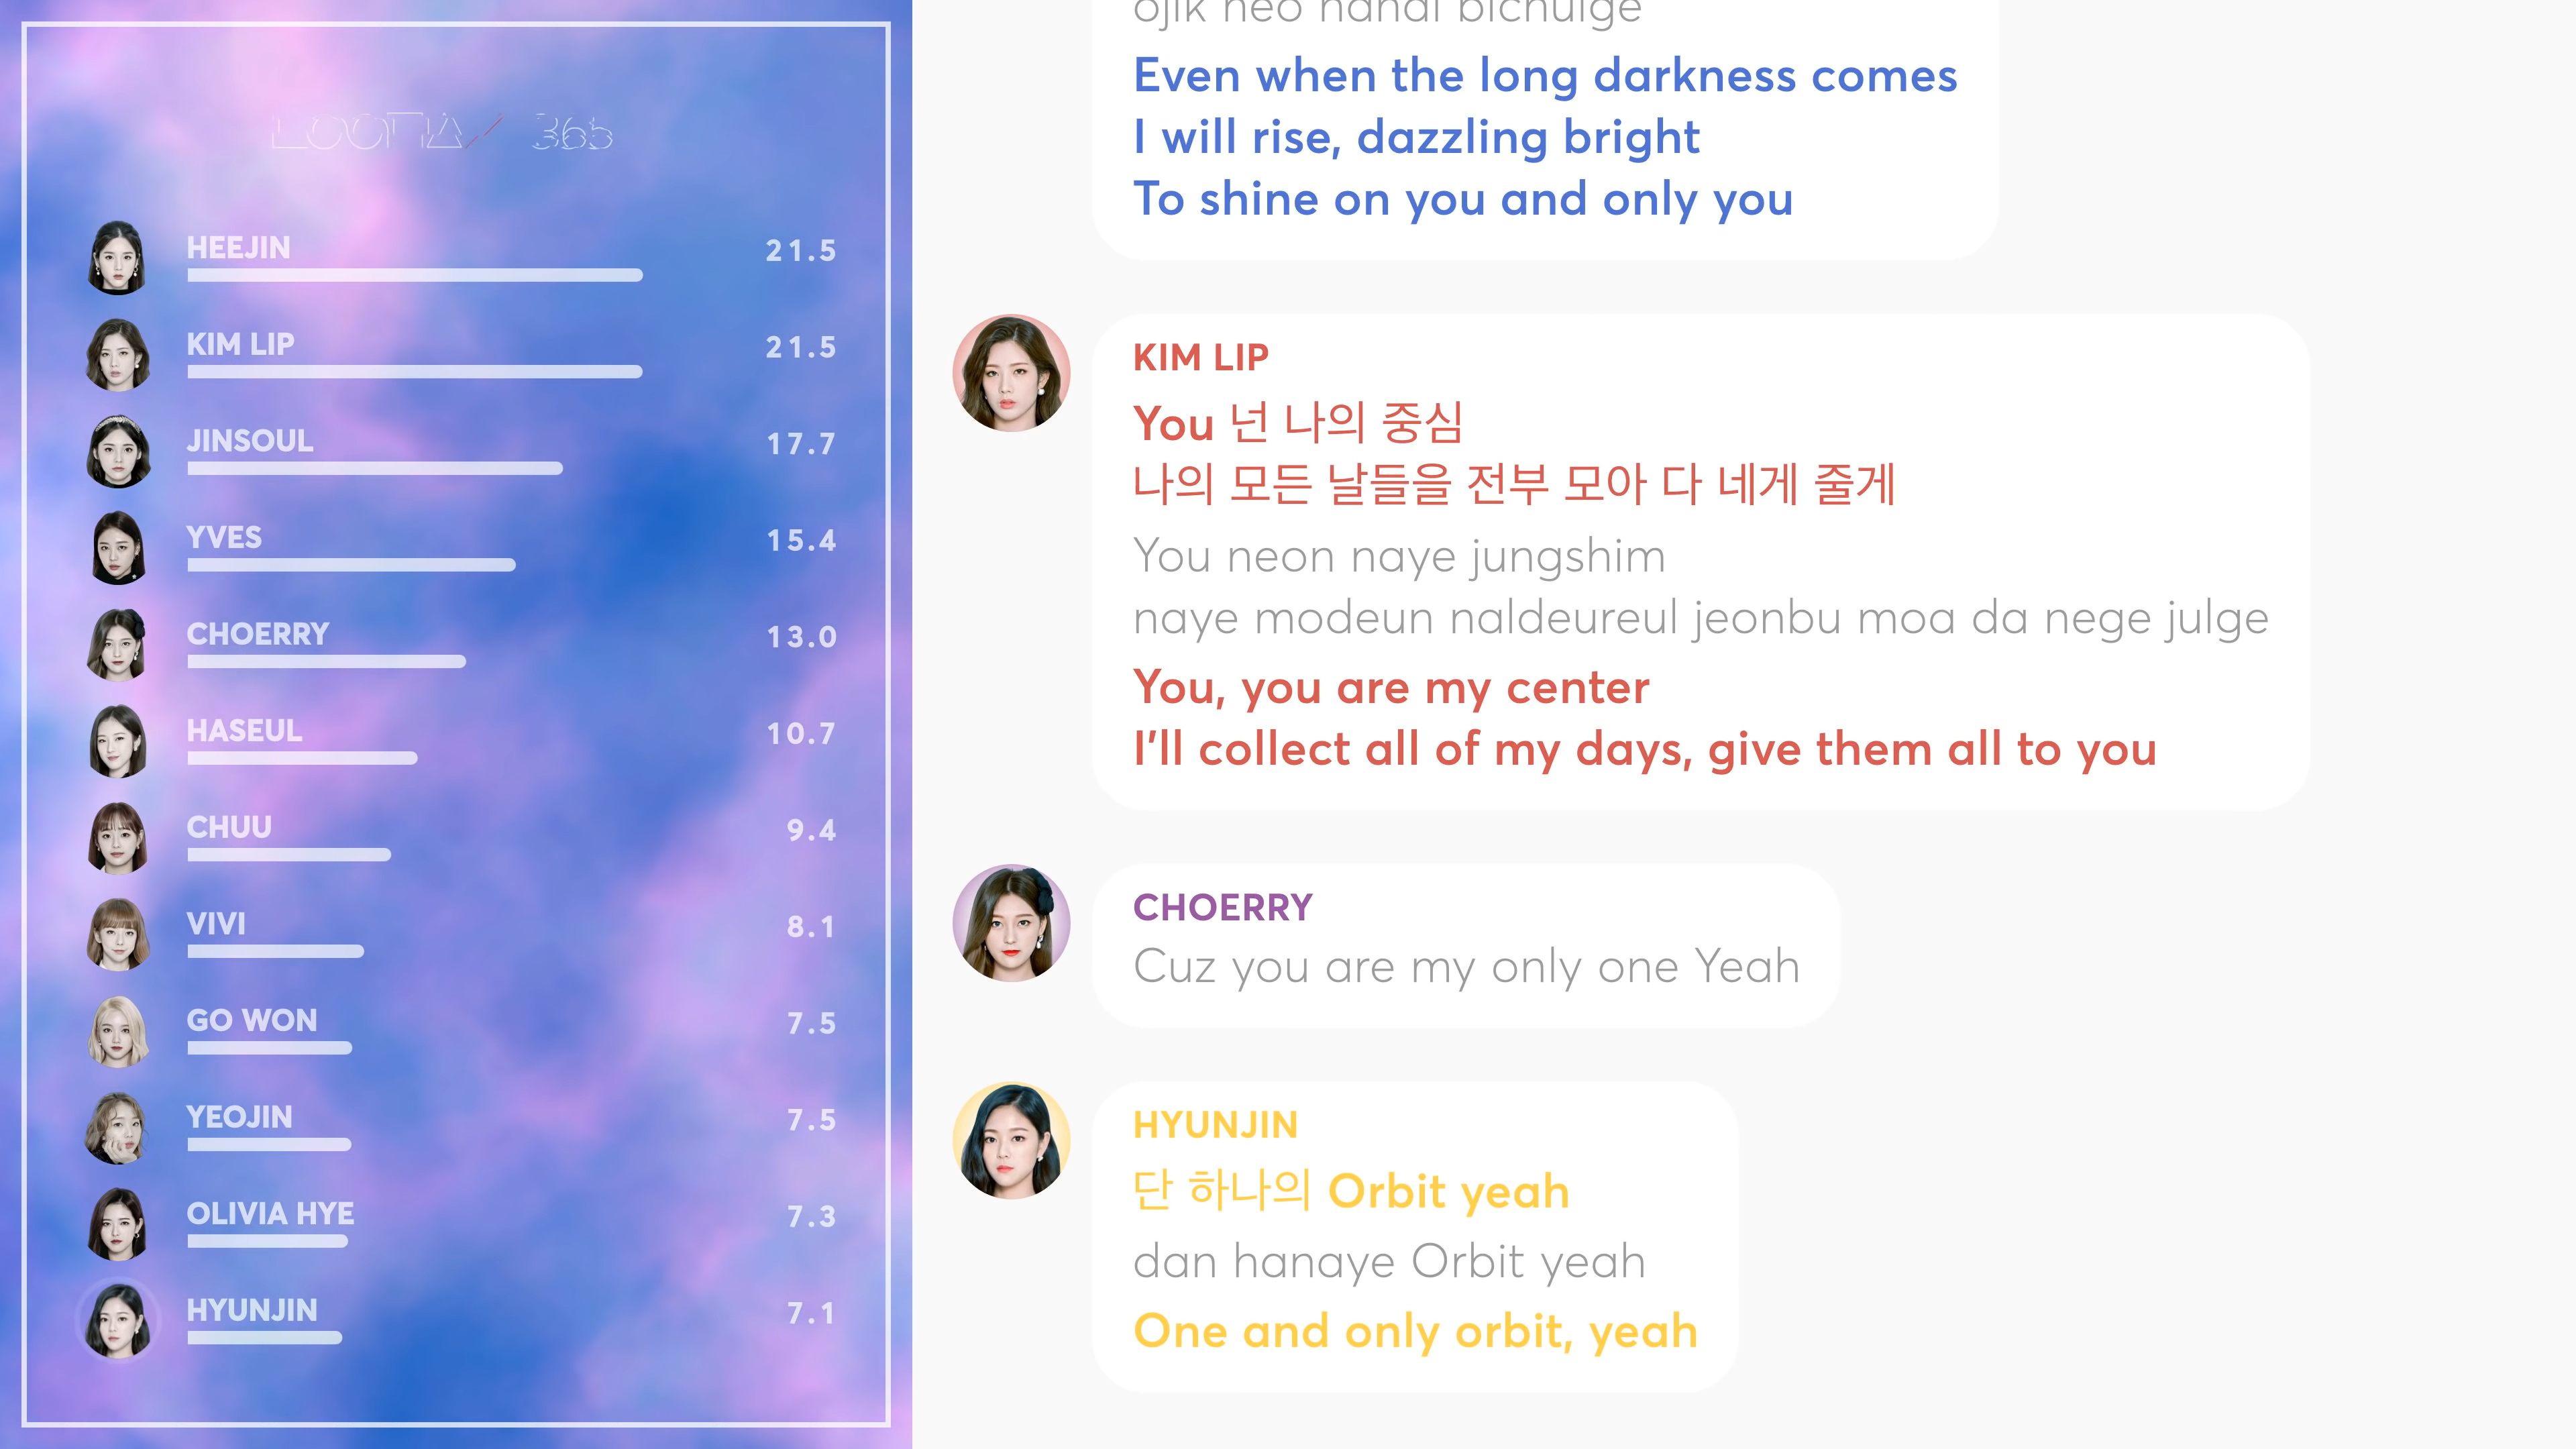 LOONA / 365
HEEJIN 21.5
KIM LIP 21.5
JINSOUL 17.7
YVES 15.4
CHOERRY 13.0
HASEUL 10.7
CHUU 9.4
VIVI 8.1
GO WON 7.5
YEOJIN 7.5
OLIVIA HYE 7.3
HYUNJIN 7.1
ojik neo hanal bichulge
Even when the long darkness comes
I will rise, dazzling bright
To shine on you and only you
KIM LIP
You 넌 나의 중심
나의 모든 날들을 전부 모아 다 네게 줄게
You neon naye jungshim
naye modeun naldeureul jeonbu moa da nege julge
You, you are my center
I'll collect all of my days, give them all to you
CHOERRY
Cuz you are my only one Yeah
HYUNJIN
단 하나의 Orbit yeah
dan hanaye Orbit yeah
One and only orbit, yeah